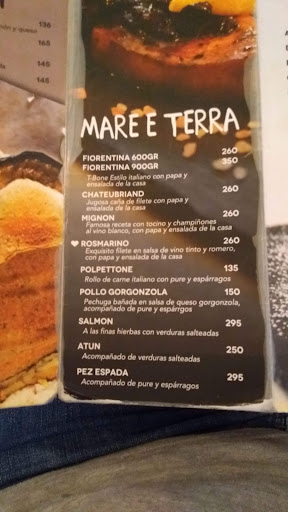 ón y queso 136
165
da 145
145
MARE E TERRA
FIORENTINA 600GR 260
FIORENTINA 900GR 350
T-Bone Estilo italiano con papa y
ensalada de la casa
CHATEUBRIAND 260
Jugosa caña de filete con papa y
ensalada de la casa
MIGNON 260
Famosa receta con tocino y champiñones
al vino blanco, con papa y ensalada de la casa
♥ ROSMARINO 260
Exquisito filete en salsa de vino tinto y romero,
con papa y ensalada de la casa
POLPETTONE 135
Rollo de carne italiano con pure y espárragos
POLLO GORGONZOLA 150
Pechuga bañada en salsa de queso gorgonzola,
acompañado de pure y espárrgos
SALMON 295
A las finas hierbas con verduras salteadas
ATUN 250
Acompañado de verduras salteadas
PEZ ESPADA 295
Acompañado de pure y espárragos